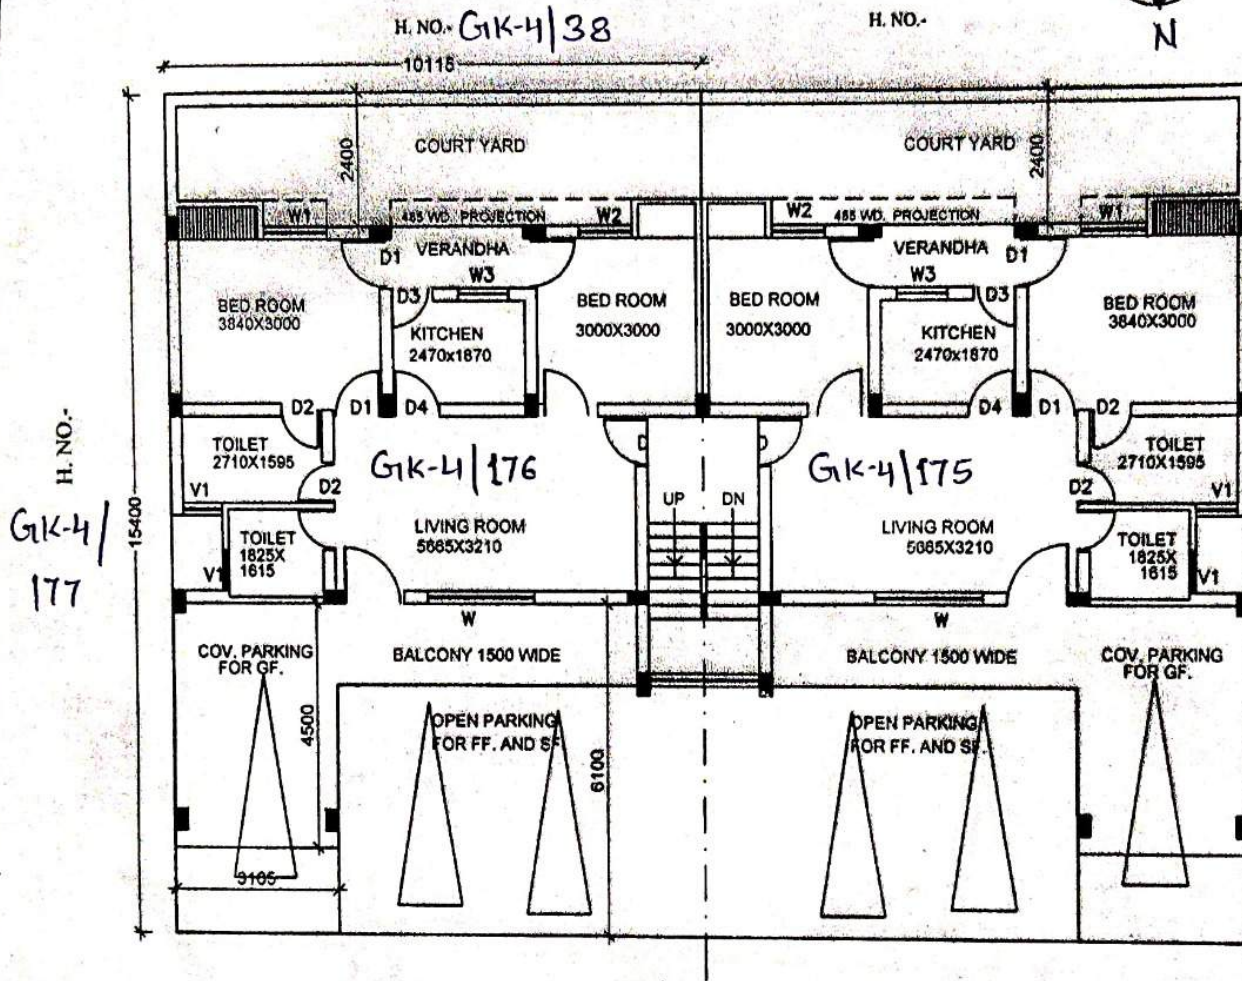 H. NO.- GK-4/38
H. NO.-
N
10115
COURT YARD
COURT YARD
2400
2400
W1
485 WD. PROJECTION
W2
W2
485 WD. PROJECTION
W1
D1
VERANDHA
W3
VERANDHA
D1
W3
D3
D3
BED ROOM
3840X3000
KITCHEN
2470x1870
BED ROOM
3000X3000
BED ROOM
3000X3000
KITCHEN
2470x1870
BED ROOM
3840X3000
D2
D1
D4
D4
D1
D2
H. NO.-
GK-4/
177
15400
TOILET
2710X1595
V1
D2
GK-4/176
GK-4/175
D2
TOILET
2710X1595
V1
UP
DN
TOILET
1825X
1615
V1
LIVING ROOM
5665X3210
LIVING ROOM
5665X3210
TOILET
1825X
1615
V1
W
W
COV. PARKING
FOR GF.
BALCONY 1500 WIDE
BALCONY 1500 WIDE
COV. PARKING
FOR GF.
4500
OPEN PARKING
FOR FF. AND SF.
6100
OPEN PARKING
FOR FF. AND SF.
3105